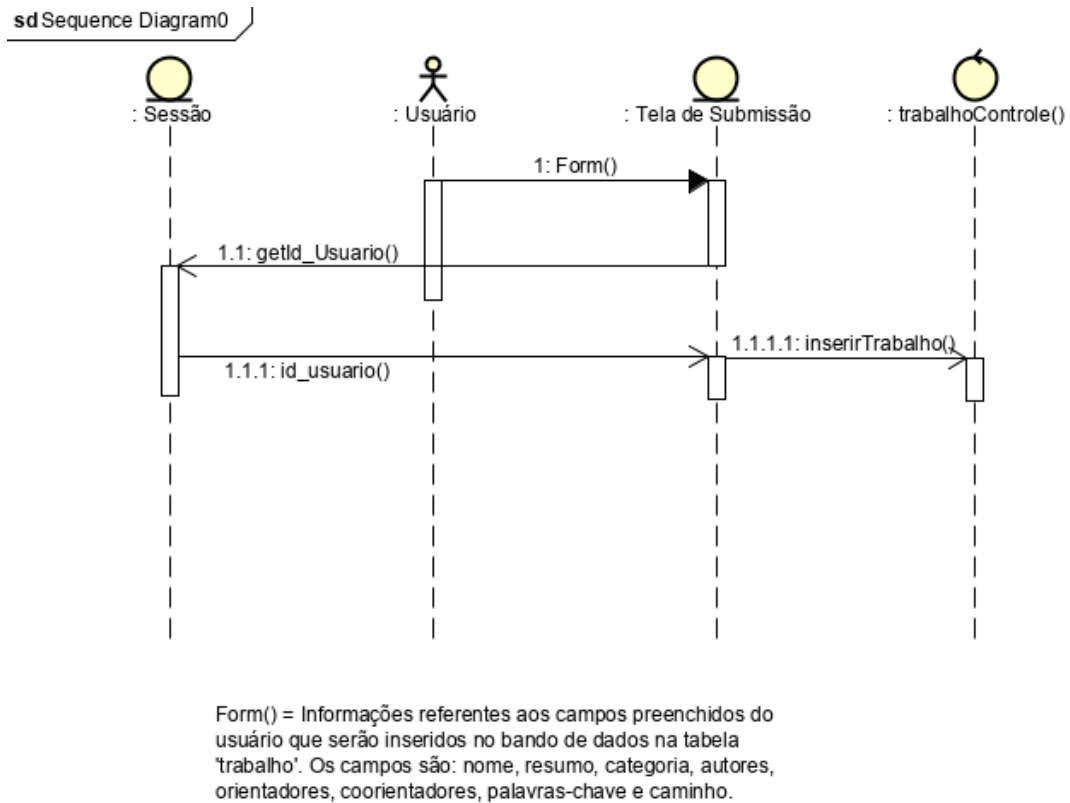 sd Sequence Diagram0
: Sessão
: Usuário
: Tela de Submissão
: trabalhoControle()
1: Form()
1.1: getId_Usuario()
1.1.1.1: inserirTrabalho()
1.1.1: id_usuario()
Form() = Informações referentes aos campos preenchidos do
usuário que serão inseridos no bando de dados na tabela
'trabalho'. Os campos são: nome, resumo, categoria, autores,
orientadores, coorientadores, palavras-chave e caminho.